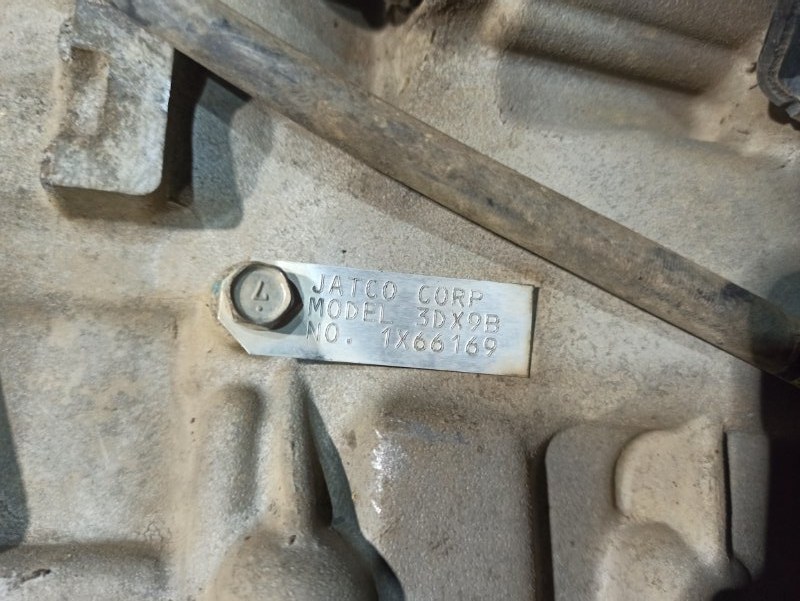 JATCO CORP
MODEL 3DX9B
NO. 1X66169